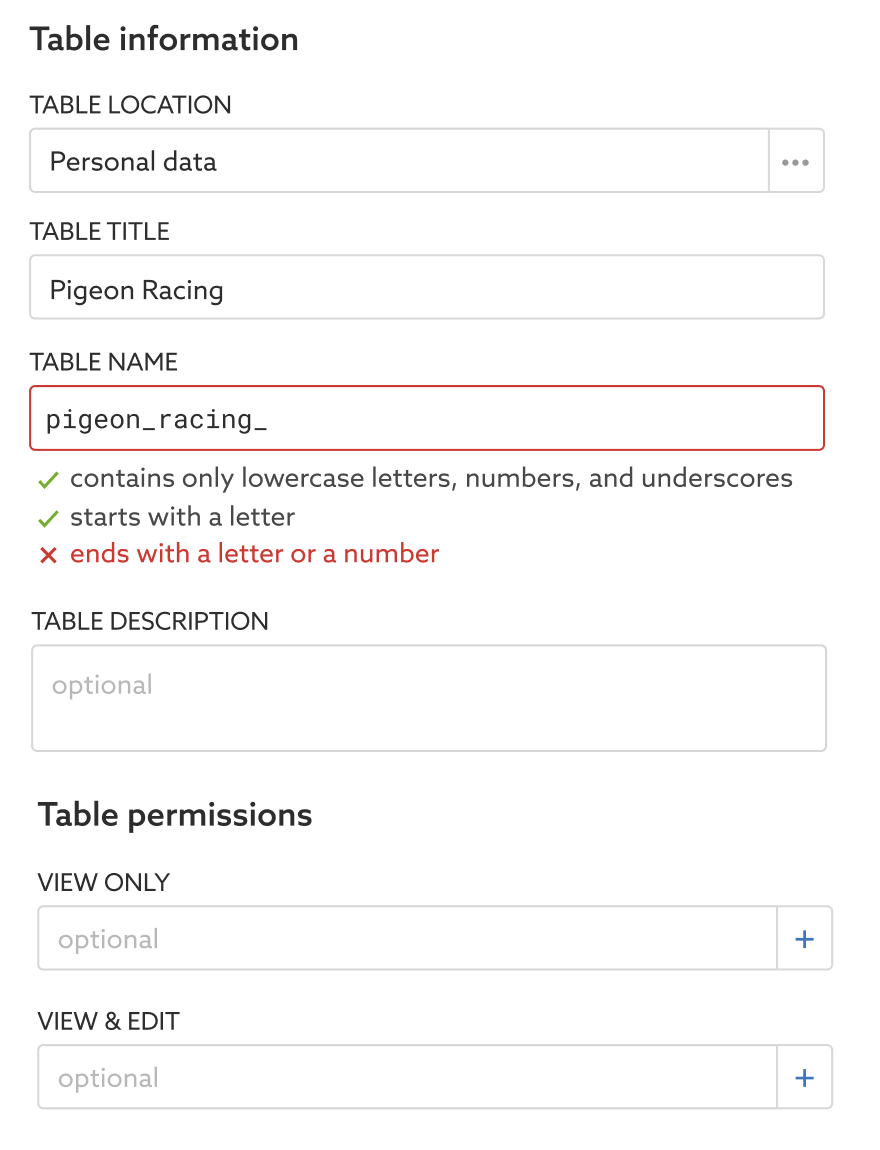 Table information
TABLE LOCATION
Personal data
TABLE TITLE
Pigeon Racing
TABLE NAME
pigeon_racing_
contains only lowercase letters, numbers, and underscores
starts with a letter
ends with a letter or a number
TABLE DESCRIPTION
optional
Table permissions
VIEW ONLY
optional
VIEW & EDIT
optional